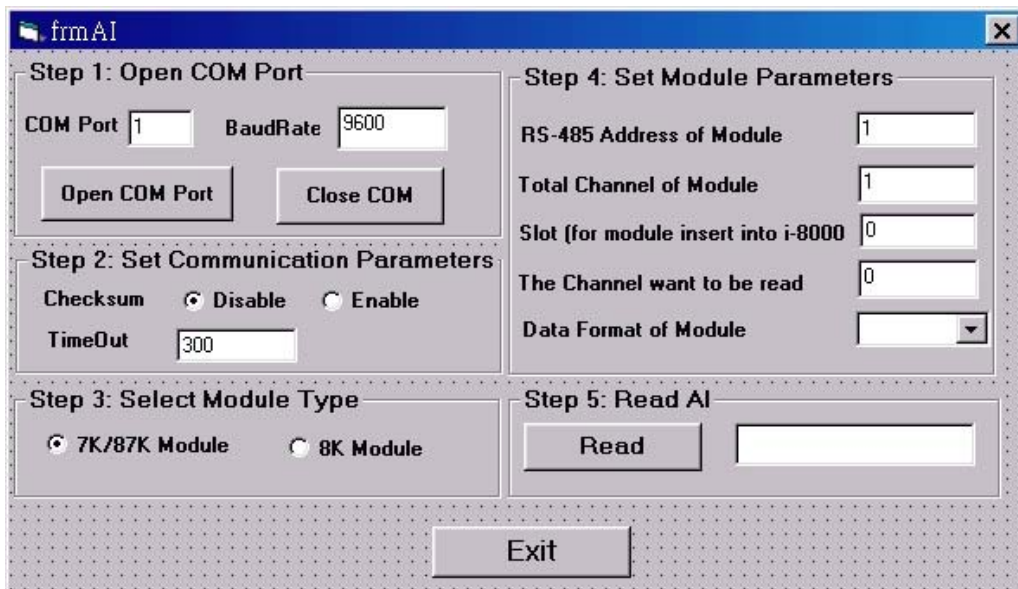 frmAI
Step 1: Open COM Port
COM Port 1 BaudRate 9600
Open COM Port Close COM
Step 2: Set Communication Parameters
Checksum Disable Enable
TimeOut 300
Step 3: Select Module Type
7K/87K Module 8K Module
Step 4: Set Module Parameters
RS-485 Address of Module 1
Total Channel of Module 1
Slot (for module insert into i-8000 0
The Channel want to be read 0
Data Format of Module
Step 5: Read AI
Read
Exit